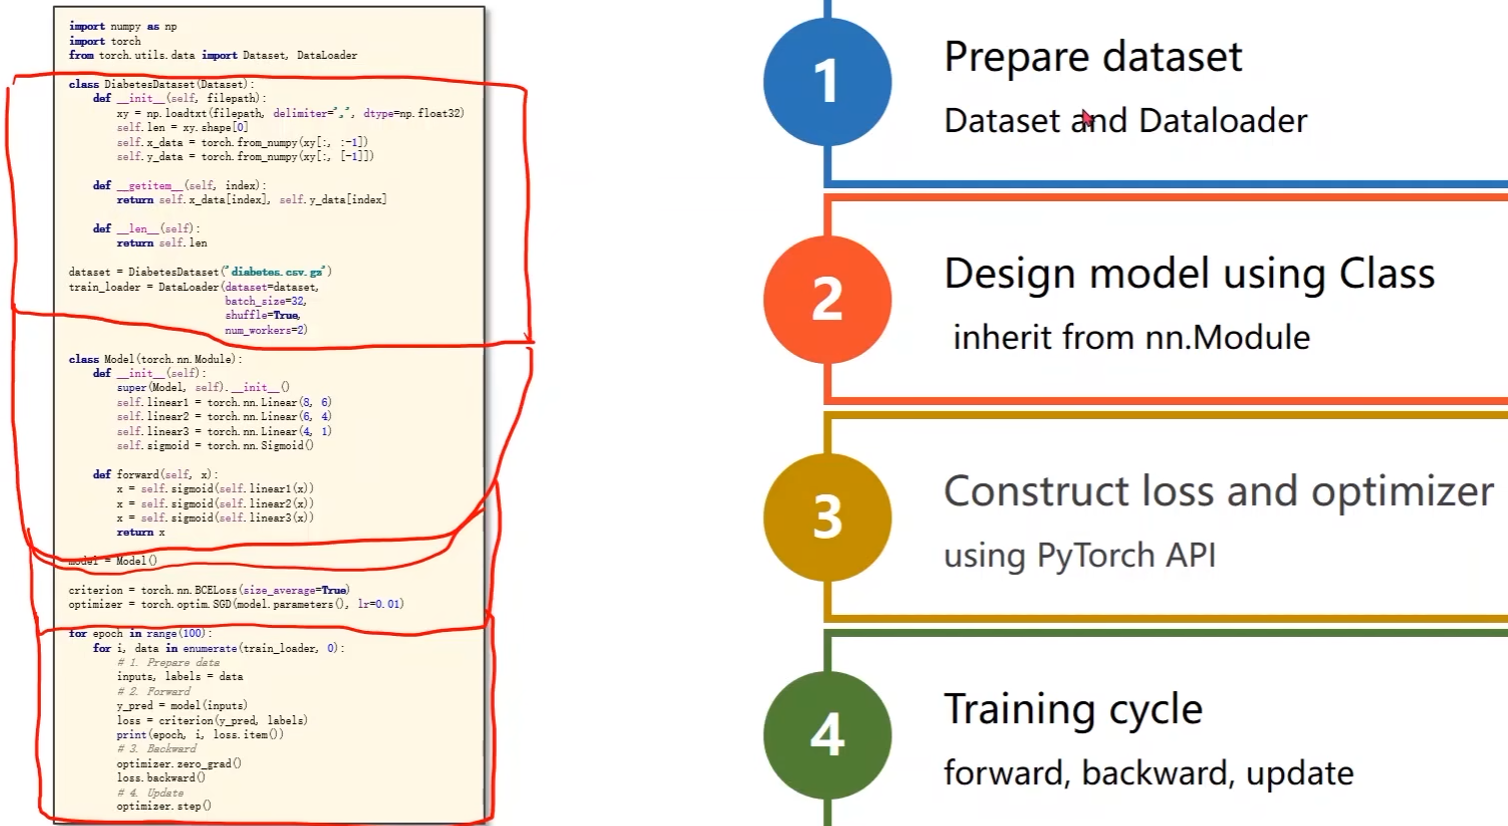 import numpy as np
import torch
from torch.utils.data import Dataset, DataLoader
class DiabetesDataset(Dataset):
def __init__(self, filepath):
xy = np.loadtxt(filepath, delimiter=",", dtype=np.float32)
self.len = xy.shape[0]
self.x_data = torch.from_numpy(xy[:, :-1])
self.y_data = torch.from_numpy(xy[:, [-1]])
def __getitem__(self, index):
return self.x_data[index], self.y_data[index]
def __len__(self):
return self.len
dataset = DiabetesDataset("diabetes.csv.gz")
train_loader = DataLoader(dataset=dataset,
batch_size=32,
shuffle=True,
num_workers=2)
class Model(torch.nn.Module):
def __init__(self):
super(Model, self).__init__()
self.linear1 = torch.nn.Linear(8, 6)
self.linear2 = torch.nn.Linear(6, 4)
self.linear3 = torch.nn.Linear(4, 1)
self.sigmoid = torch.nn.Sigmoid()
def forward(self, x):
x = self.sigmoid(self.linear1(x))
x = self.sigmoid(self.linear2(x))
x = self.sigmoid(self.linear3(x))
return x
model = Model()
criterion = torch.nn.BCELoss(size_average=True)
optimizer = torch.optim.SGD(model.parameters(), lr=0.01)
for epoch in range(100):
for i, data in enumerate(train_loader, 0):
# 1. Prepare data
inputs, labels = data
# 2. Forward
y_pred = model(inputs)
loss = criterion(y_pred, labels)
print(epoch, i, loss.item())
# 3. Backward
optimizer.zero_grad()
loss.backward()
# 4. Update
optimizer.step()
1
Prepare dataset
Dataset and Dataloader
2
Design model using Class
inherit from nn.Module
3
Construct loss and optimizer
using PyTorch API
4
Training cycle
forward, backward, update